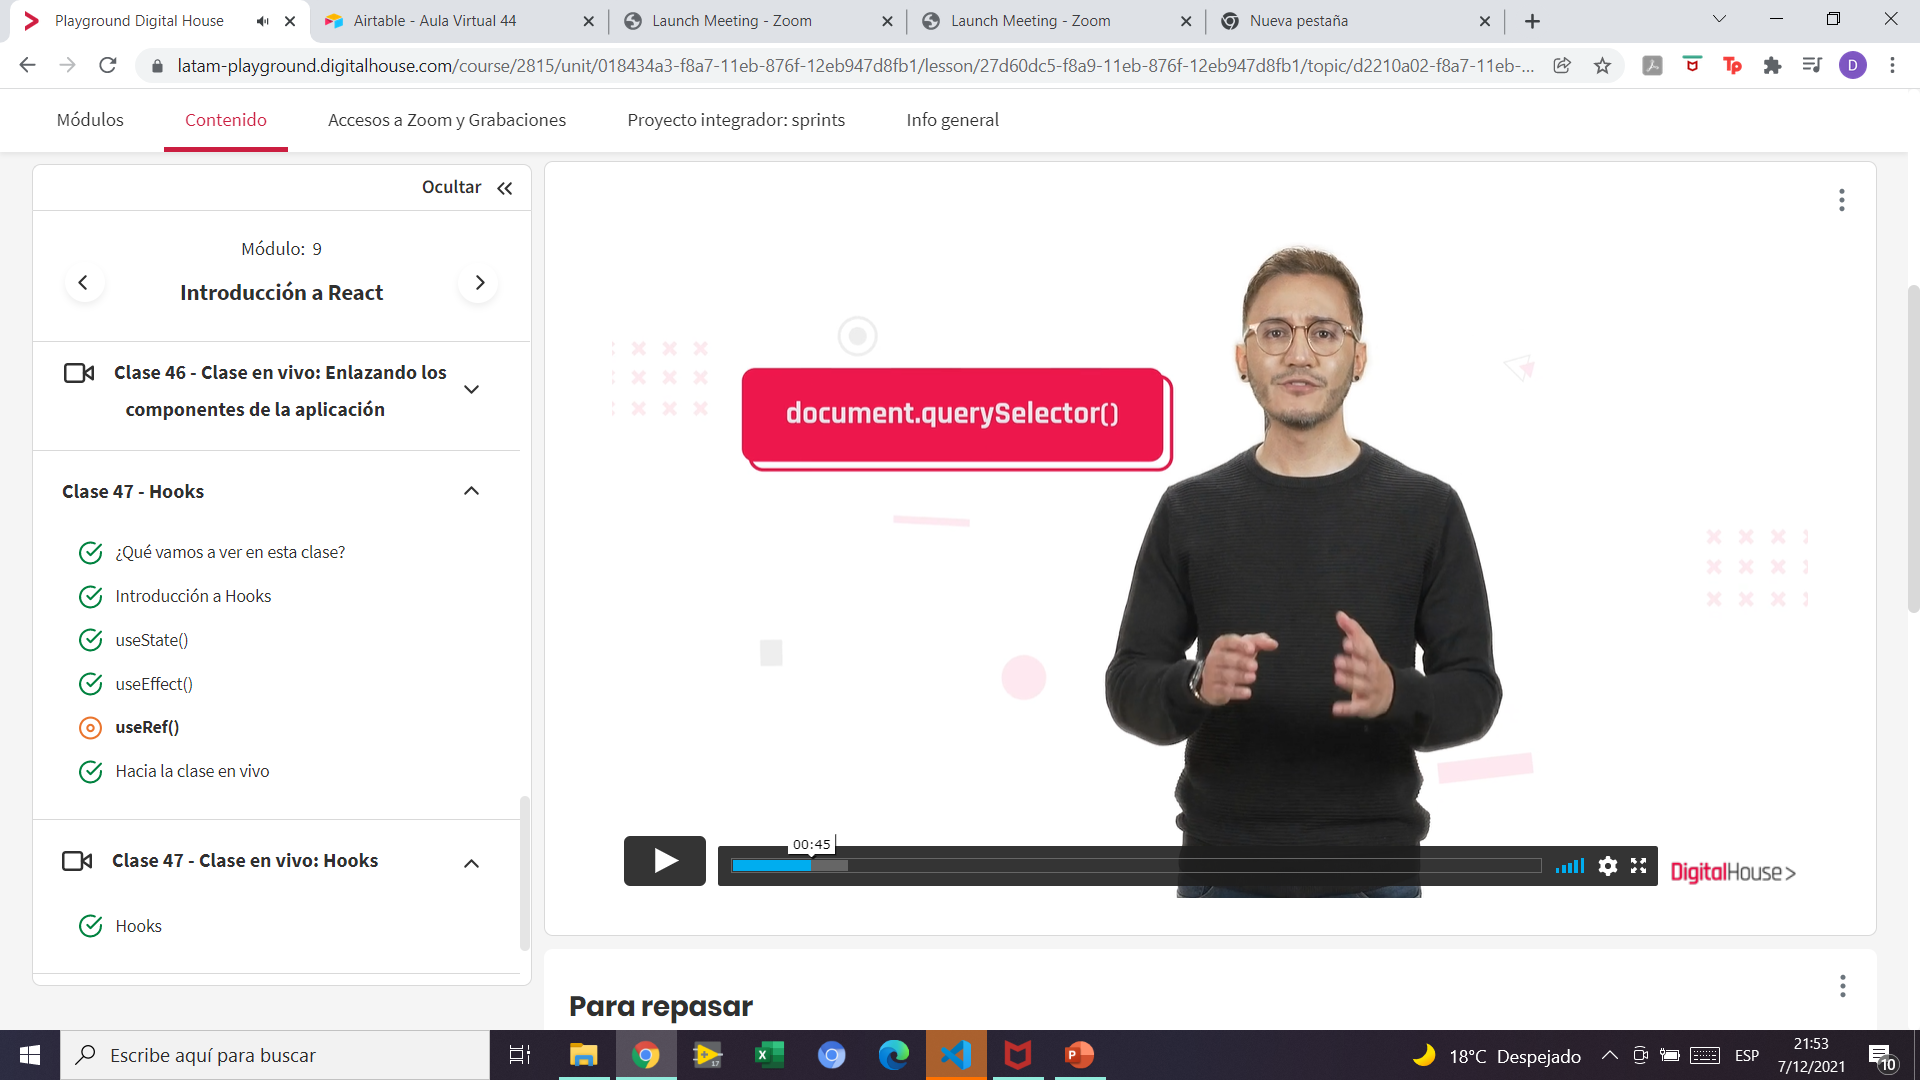 Playground Digital House
Airtable - Aula Virtual 44
Launch Meeting - Zoom
Launch Meeting - Zoom
Nueva pestaña
latam-playground.digitalhouse.com/course/2815/unit/018434a3-f8a7-11eb-876f-12eb947d8fb1/lesson/27d60dc5-f8a9-11eb-876f-12eb947d8fb1/topic/d2210a02-f8a7-11eb-...
Tp
D
Módulos
Contenido
Accesos a Zoom y Grabaciones
Proyecto integrador: sprints
Info general
Ocultar
Módulo: 9
Introducción a React
Clase 46 - Clase en vivo: Enlazando los
componentes de la aplicación
Clase 47 - Hooks
¿Qué vamos a ver en esta clase?
Introducción a Hooks
useState()
useEffect()
useRef()
Hacia la clase en vivo
Clase 47 - Clase en vivo: Hooks
Hooks
document.querySelector()
00:45
DigitalHouse>
Para repasar
Escribe aquí para buscar
18°C Despejado
ESP
21:53
7/12/2021
10